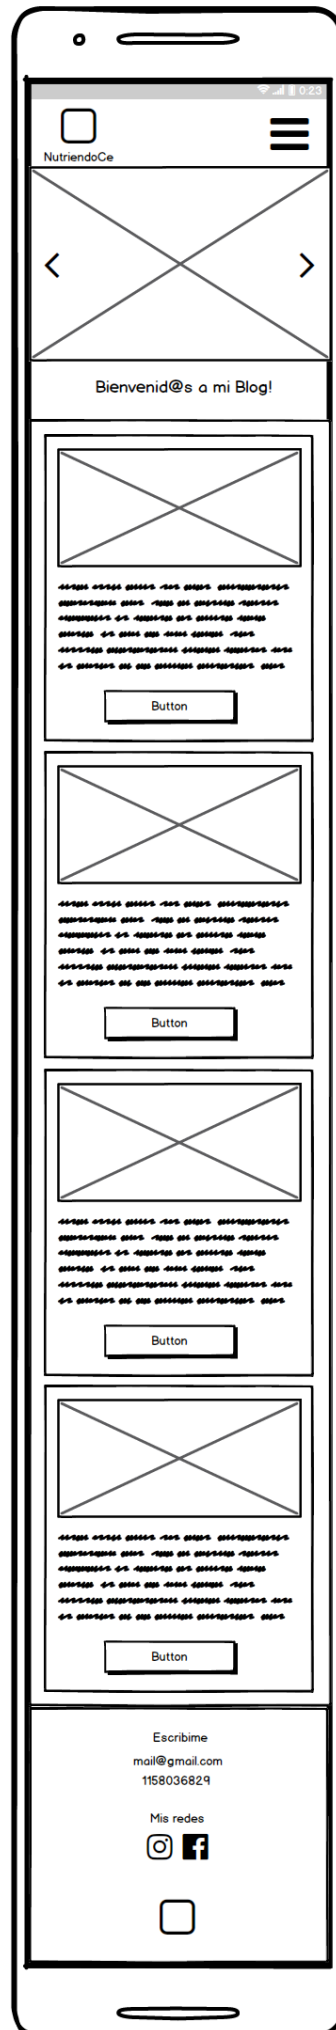 0:23
NutriendoCe
Bienvenid@s a mi Blog!
Button
Button
Button
Button
Escribime
mail@gmail.com
1158036829
Mis redes